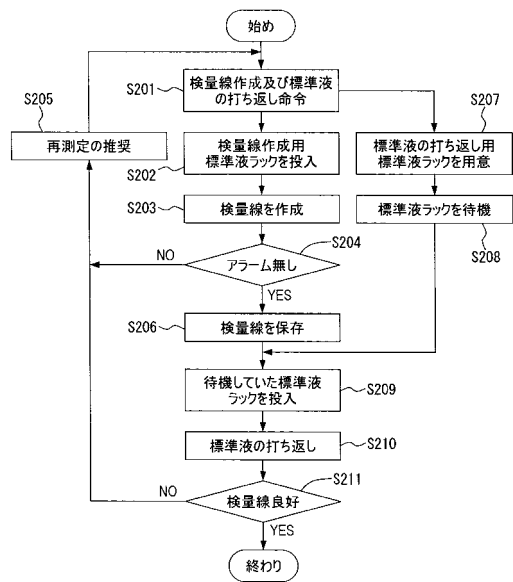 始め
S201
検量線作成及び標準液
の打ち返し命令
S205
再測定の推奨
S207
標準液の打ち返し用
標準液ラックを用意
S202
検量線作成用
標準液ラックを投入
S203
検量線を作成
標準液ラックを待機
S208
S204
アラーム無し
NO
YES
S206
検量線を保存
待機していた標準液
ラックを投入
S209
標準液の打ち返し
S210
S211
検量線良好
NO
YES
終わり